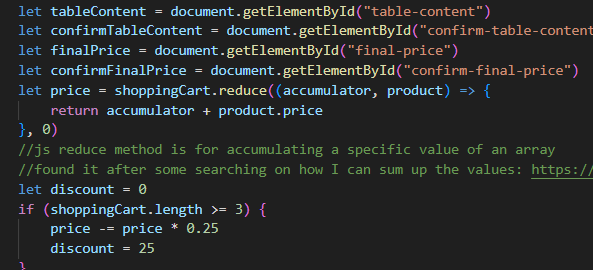 let tableContent = document.getElementById("table-content")
let confirmTableContent = document.getElementById("confirm-table-content
let finalPrice = document.getElementById("final-price")
let confirmFinalPrice = document.getElementById("confirm-final-price")
let price = shoppingCart.reduce((accumulator, product) => {
    return accumulator + product.price
}, 0)
//js reduce method is for accumulating a specific value of an array
//found it after some searching on how I can sum up the values: https://
let discount = 0
if (shoppingCart.length >= 3) {
    price -= price * 0.25
    discount = 25
}